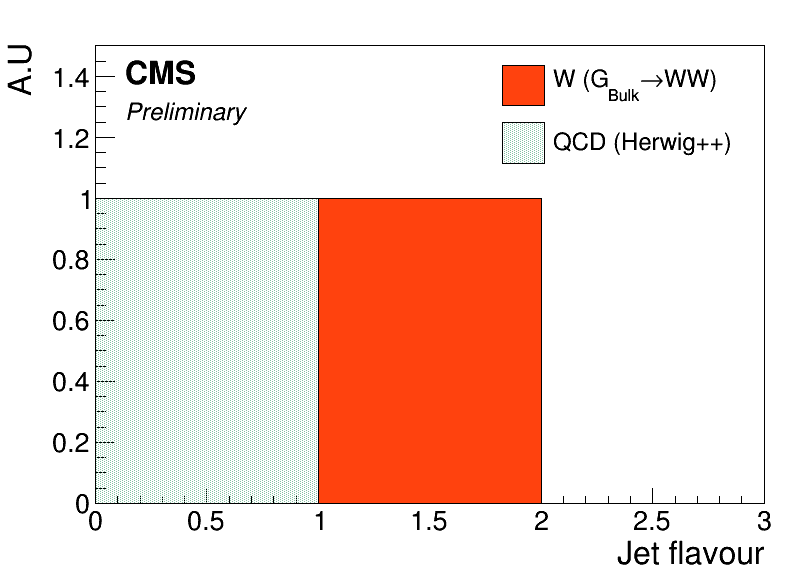 A.U
CMS
Preliminary
W (G_Bulk→WW)
QCD (Herwig++)
1.4
1.2
1
0.8
0.6
0.4
0.2
0
0 0.5 1 1.5 2 2.5 3
Jet flavour